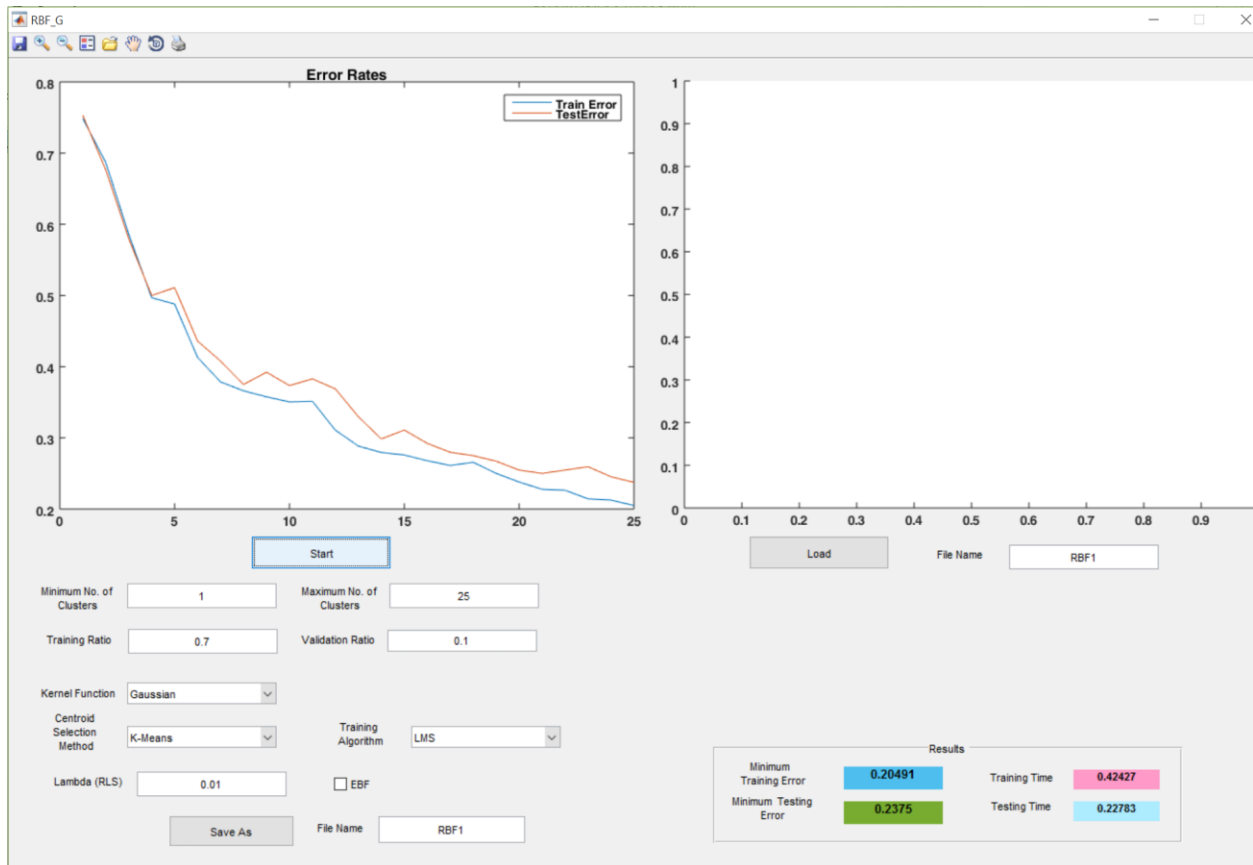 RBF_G
Error Rates
Train Error
TestError
0.8
0.7
0.6
0.5
0.4
0.3
0.2
0 5 10 15 20 25
1
0.9
0.8
0.7
0.6
0.5
0.4
0.3
0.2
0.1
0
0 0.1 0.2 0.3 0.4 0.5 0.6 0.7 0.8 0.9
Start
Load
File Name
RBF1
Minimum No. of
Clusters
1
Maximum No. of
Clusters
25
Training Ratio
0.7
Validation Ratio
0.1
Kernel Function
Gaussian
Centroid
Selection
Method
K-Means
Training
Algorithm
LMS
Lambda (RLS)
0.01
EBF
Save As
File Name
RBF1
Results
Minimum
Training Error
0.20491
Training Time
0.42427
Minimum Testing
Error
0.2375
Testing Time
0.22783